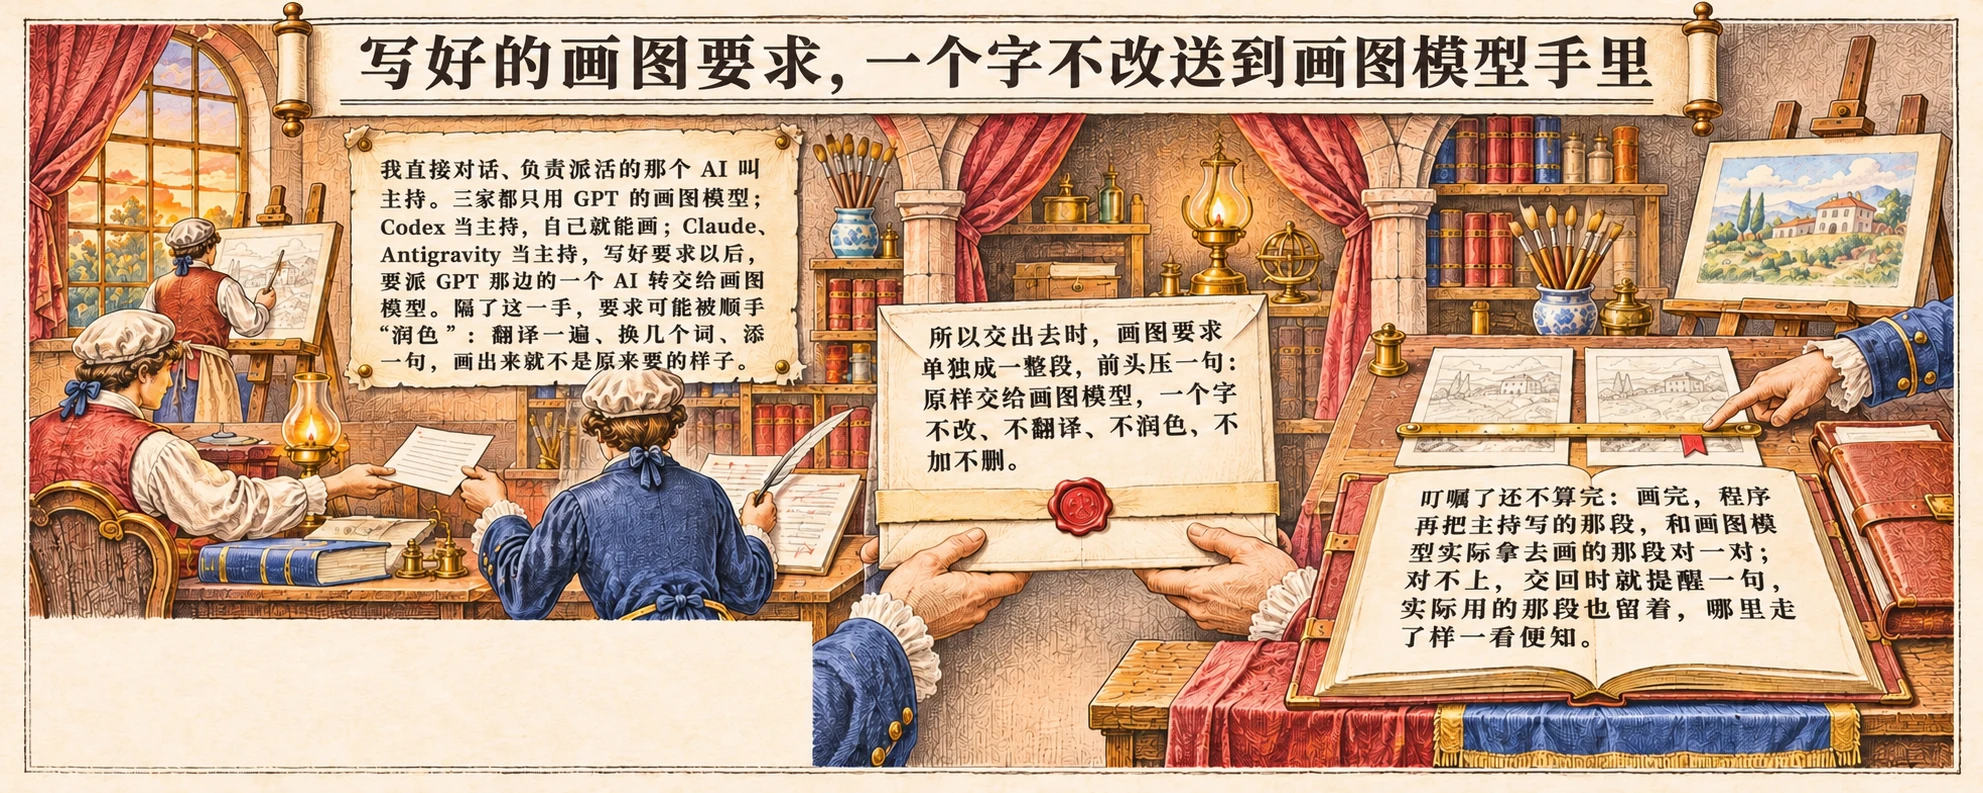 写好的画图要求，一个字不改送到画图模型手里
我直接对话、负责派活的那个 AI 叫
主持。三家都只用 GPT 的画图模型；
Codex 当主持，自己就能画；Claude、
Antigravity 当主持，写好要求以后，
要派 GPT 那边的一个 AI 转交给画图
模型。隔了这一手，要求可能被顺手
“润色”：翻译一遍、换几个词、添
一句，画出来就不是原来要的样子。
所以交出去时，画图要求
单独成一整段，前头压一句：
原样交给画图模型，一个字
不改、不翻译、不润色、不
加不删。
叮嘱了还不算完：画完，程序
再把主持写的那段，和画图模
型实际拿去画的那段对一对；
对不上，交回时就提醒一句，
实际用的那段也留着，哪里走
了样一看便知。